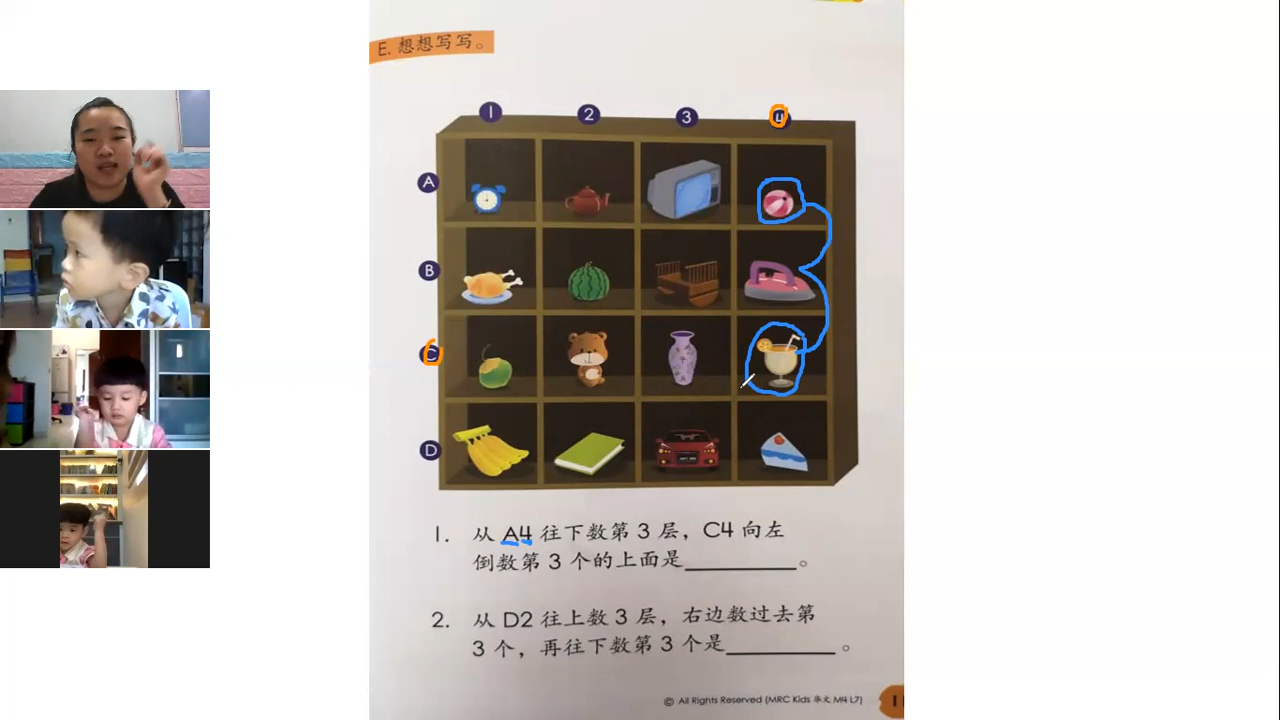 E. 想想写写。
1 2 3 4
A
B
C
D
1. 从 A4 往下数第 3 层，C4 向左
倒数第 3 个的上面是________。
2. 从 D2 往上数 3 层，右边数过去第
3 个，再往下数第 3 个是________。
© All Rights Reserved (MRC Kids 华文 M4 L7)